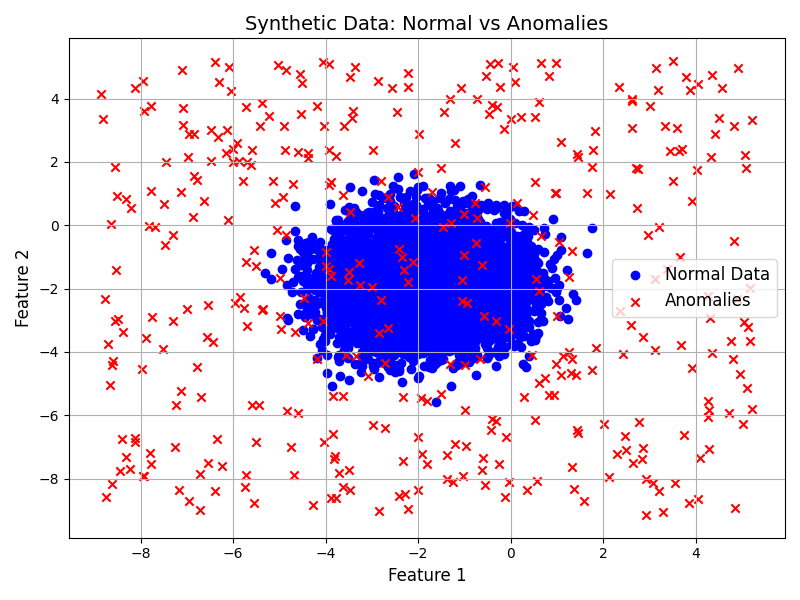 Synthetic Data: Normal vs Anomalies
Feature 2
4
2
0
−2
−4
−6
−8
Normal Data
Anomalies
−8 −6 −4 −2 0 2 4
Feature 1